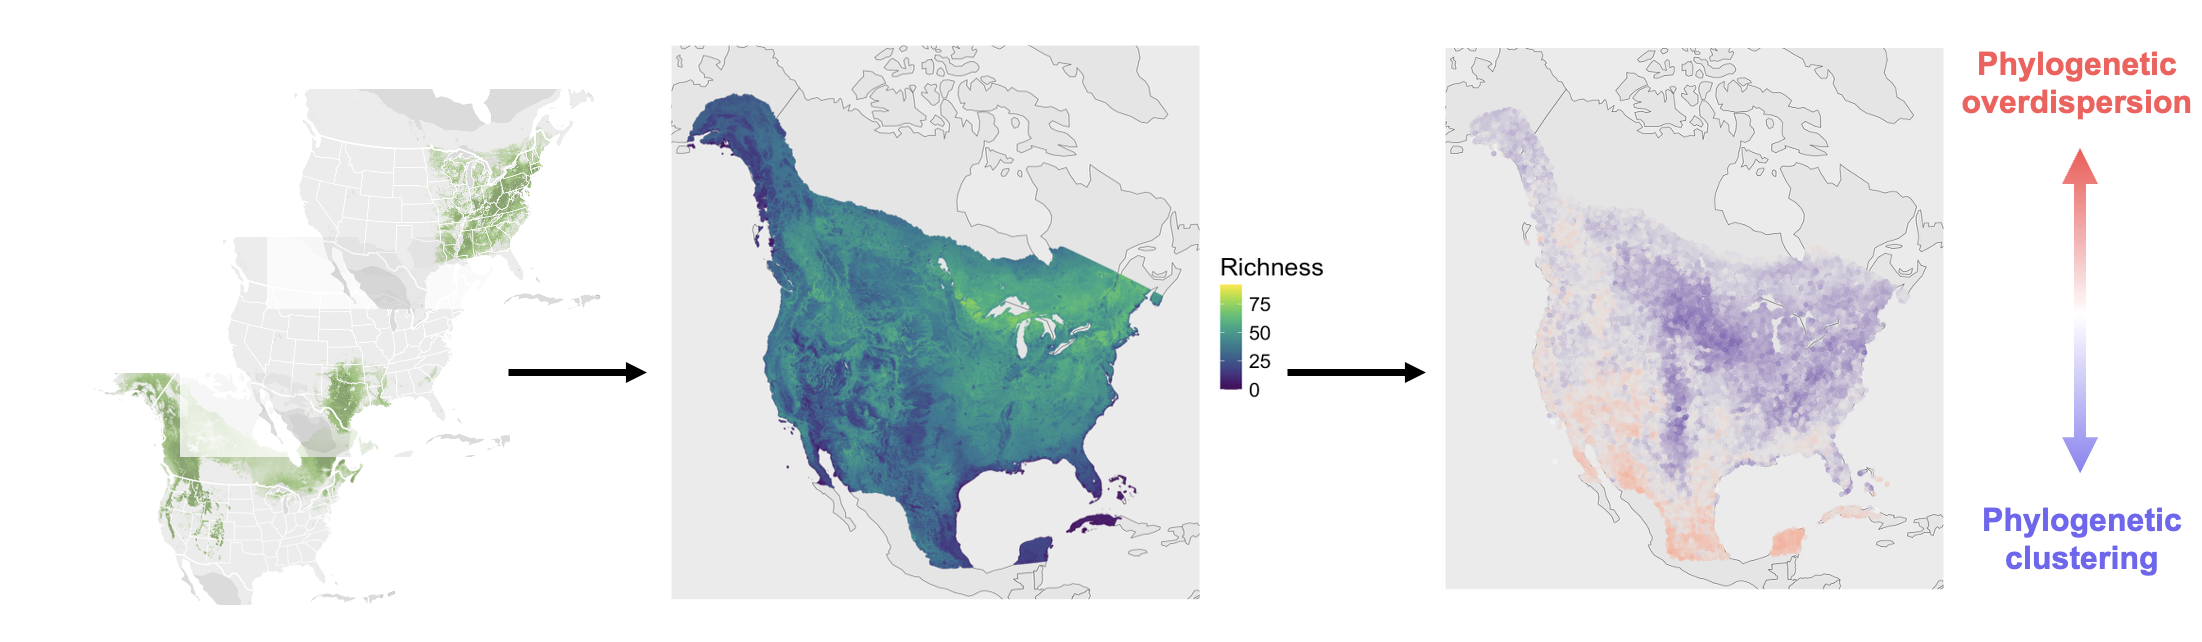 Richness
75
50
25
0
Phylogenetic
overdispersion
Phylogenetic
clustering